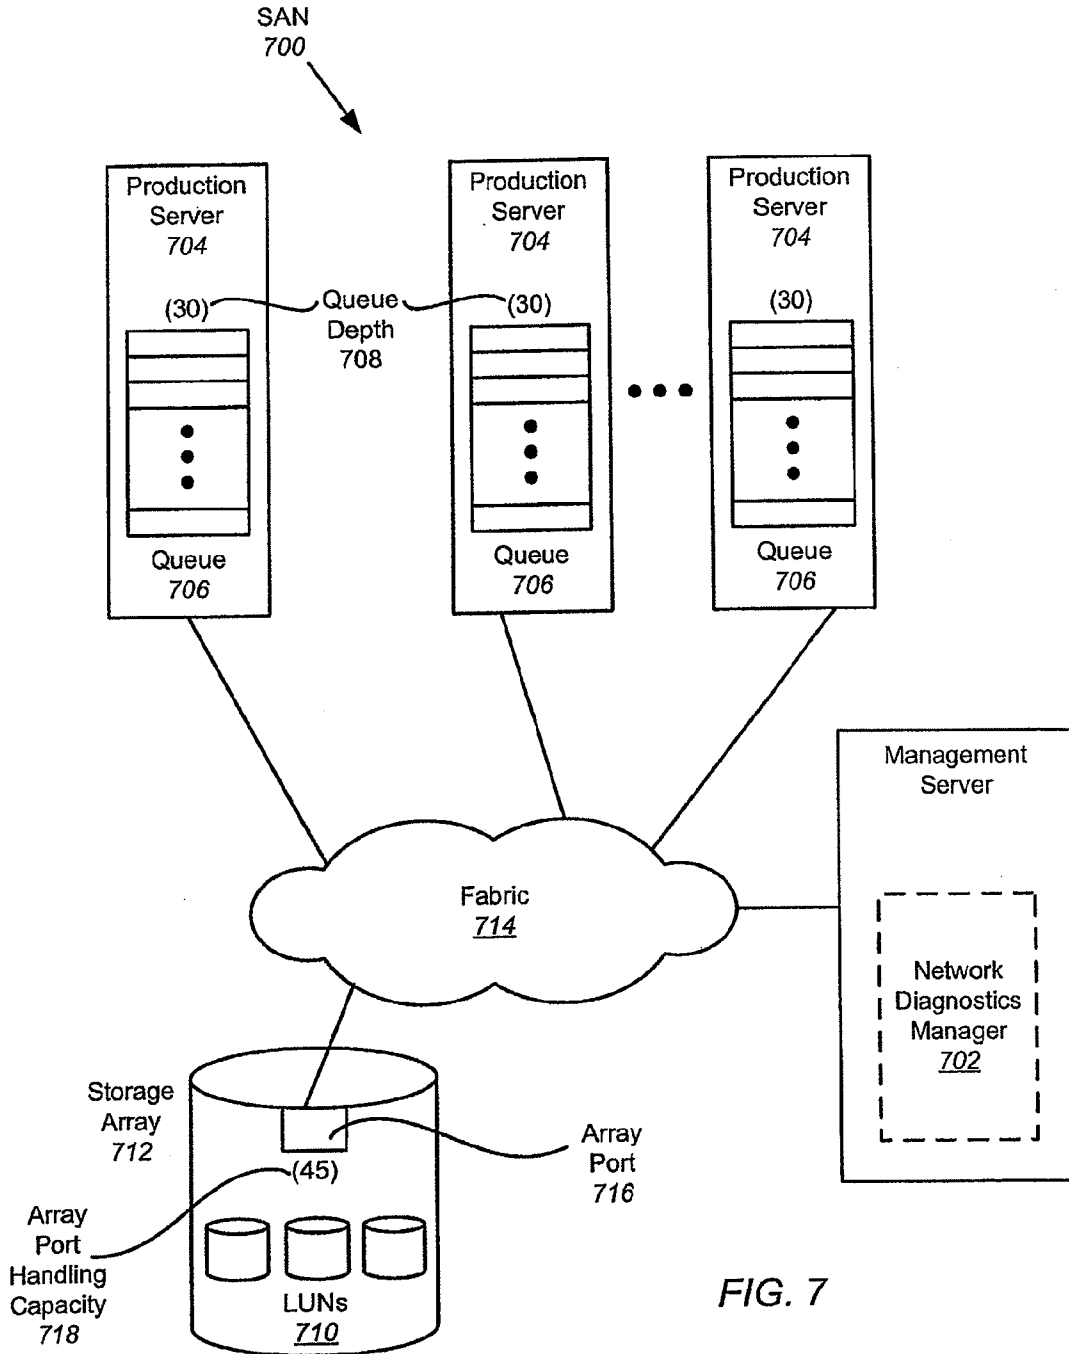 SAN
700
Production
Server
704
(30)
Queue
706
Queue
Depth
708
Production
Server
704
(30)
Queue
706
Production
Server
704
(30)
Queue
706
Management
Server
Network
Diagnostics
Manager
702
Fabric
714
Storage
Array
712
(45)
Array
Port
716
Array
Port
Handling
Capacity
718
LUNs
710
FIG. 7